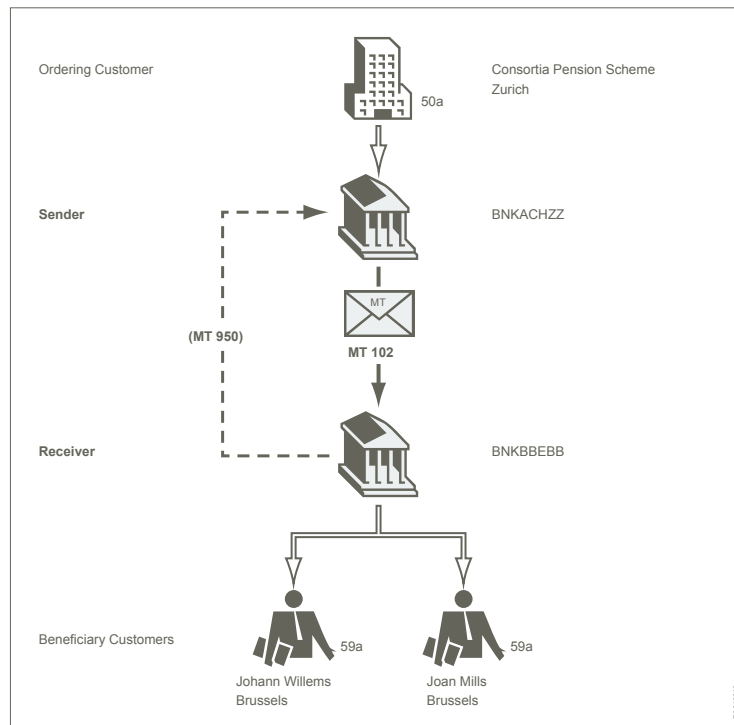 Ordering Customer
50a
Consortia Pension Scheme
Zurich
Sender
BNKACHZZ
MT
(MT 950)
MT 102
Receiver
BNKBBEBB
Beneficiary Customers
59a
59a
Johann Willems
Brussels
Joan Mills
Brussels